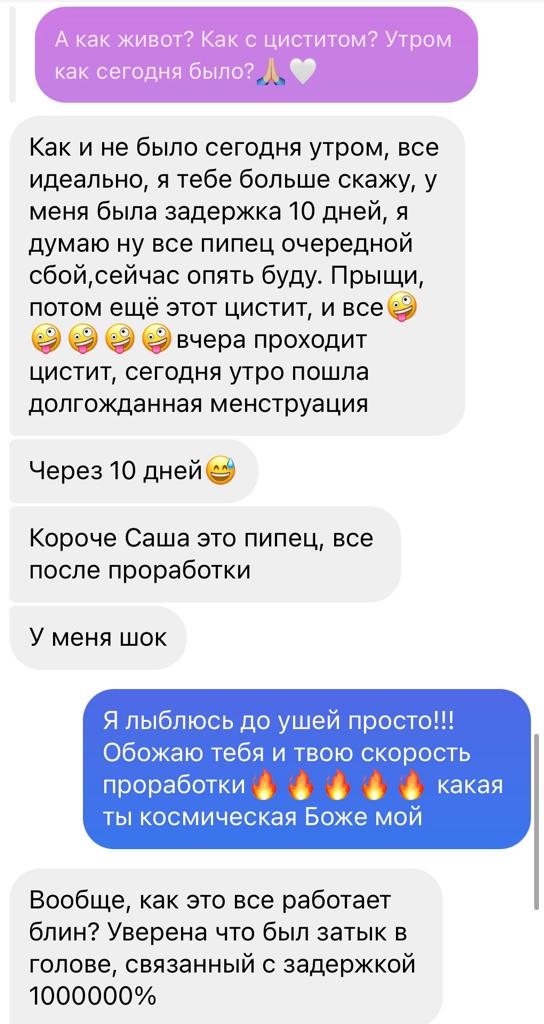 А как живот? Как с циститом? Утром
как сегодня было?🙏🏼🤍
Как и не было сегодня утром, все
идеально, я тебе больше скажу, у
меня была задержка 10 дней, я
думаю ну все пипец очередной
сбой,сейчас опять буду. Прыщи,
потом ещё этот цистит, и все🤪
🤪🤪🤪🤪вчера проходит
цистит, сегодня утро пошла
долгожданная менструация
Через 10 дней😅
Короче Саша это пипец, все
после проработки
У меня шок
Я лыблюсь до ушей просто!!!
Обожаю тебя и твою скорость
проработки🔥🔥🔥🔥🔥 какая
ты космическая Боже мой
Вообще, как это все работает
блин? Уверена что был затык в
голове, связанный с задержкой
1000000%